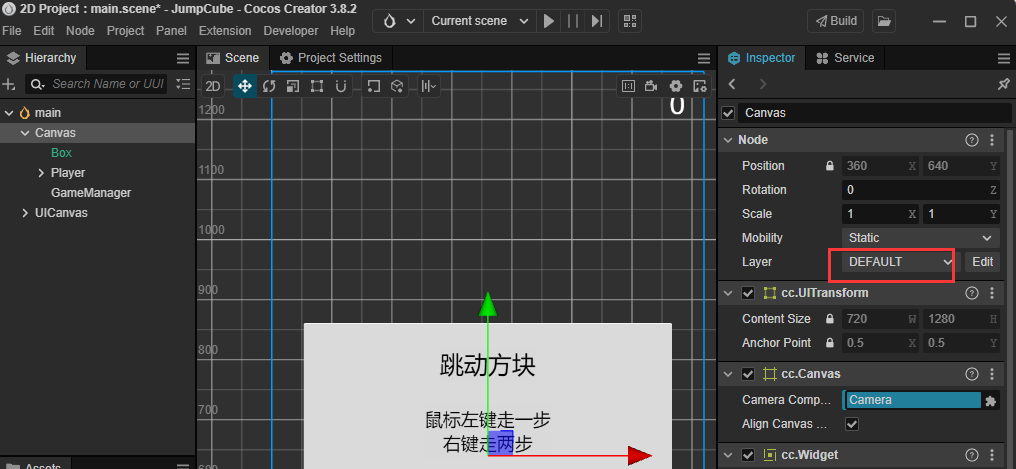 2D Project : main.scene* - JumpCube - Cocos Creator 3.8.2
File Edit Node Project Panel Extension Developer Help
Current scene
Build
Hierarchy
Search Name or UUI
main
Canvas
Box
Player
GameManager
UICanvas
Assets
Scene
Project Settings
2D
0
1200
1100
1000
900
800
700
600
跳动方块
鼠标左键走一步
右键走两步
Inspector
Service
Canvas
Node
Position 360 X 640 Y
Rotation 0 Z
Scale 1 X 1 Y
Mobility Static
Layer DEFAULT Edit
cc.UITransform
Content Size 720 W 1280 H
Anchor Point 0.5 X 0.5 Y
cc.Canvas
Camera Comp... Camera
Align Canvas ...
cc.Widget